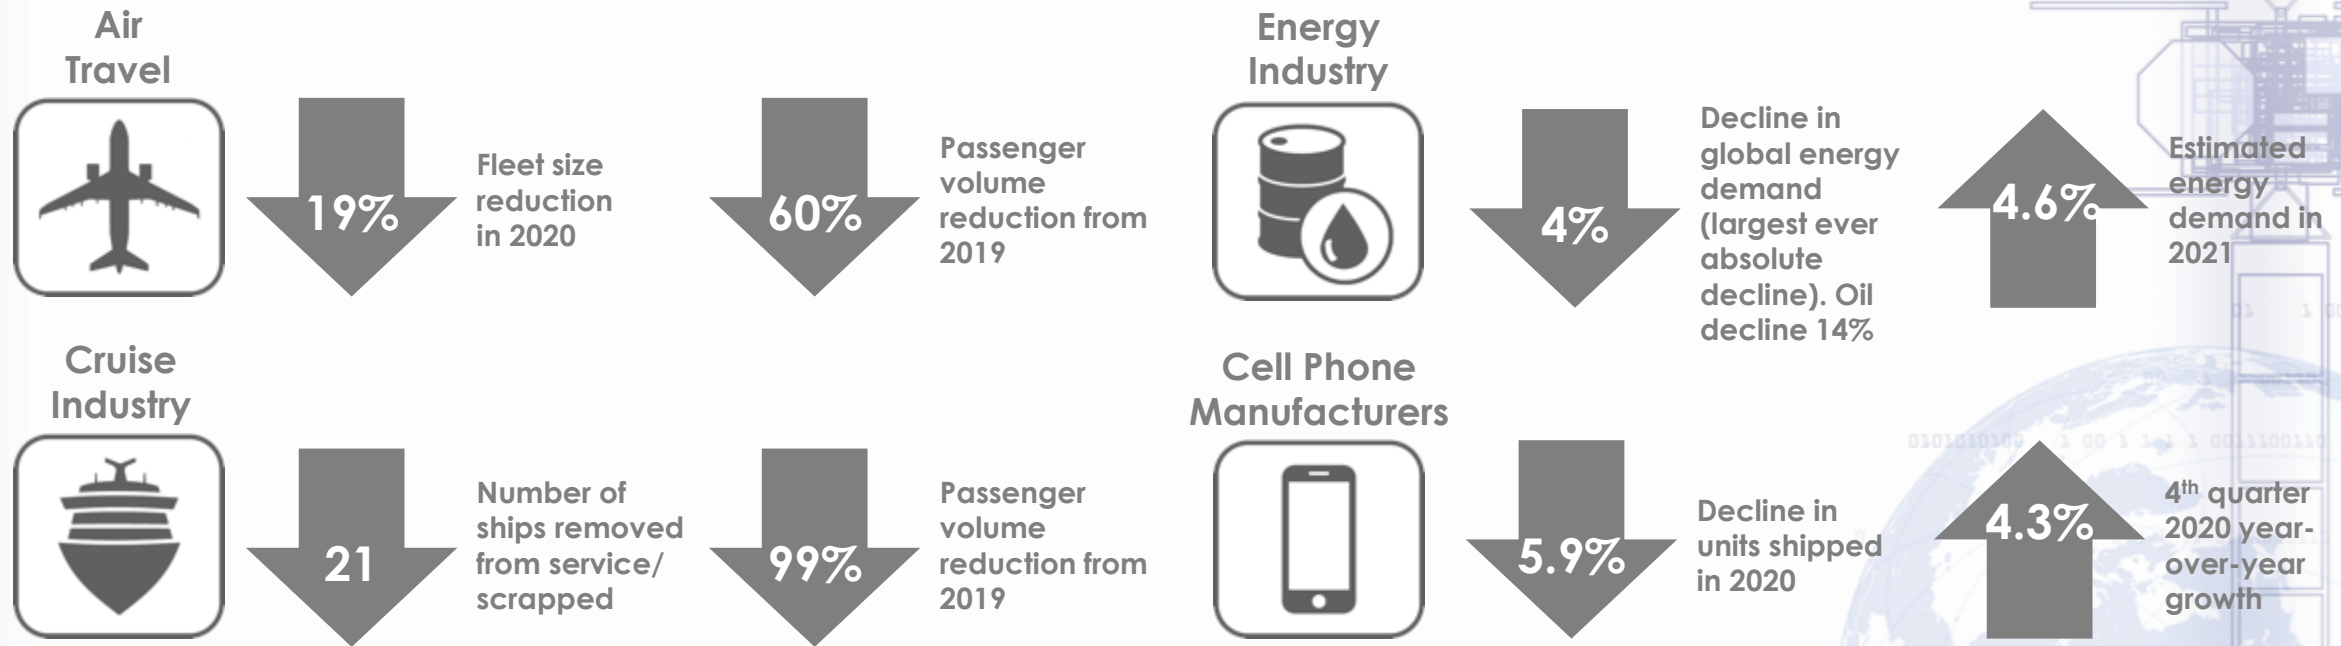 Air
Travel
19%
Fleet size
reduction
in 2020
60%
Passenger
volume
reduction from
2019
Energy
Industry
4%
Decline in
global energy
demand
(largest ever
absolute
decline). Oil
decline 14%
4.6%
Estimated
energy
demand in
2021
Cruise
Industry
21
Number of
ships removed
from service/
scrapped
99%
Passenger
volume
reduction from
2019
Cell Phone
Manufacturers
5.9%
Decline in
units shipped
in 2020
4.3%
4th quarter
2020 year-
over-year
growth